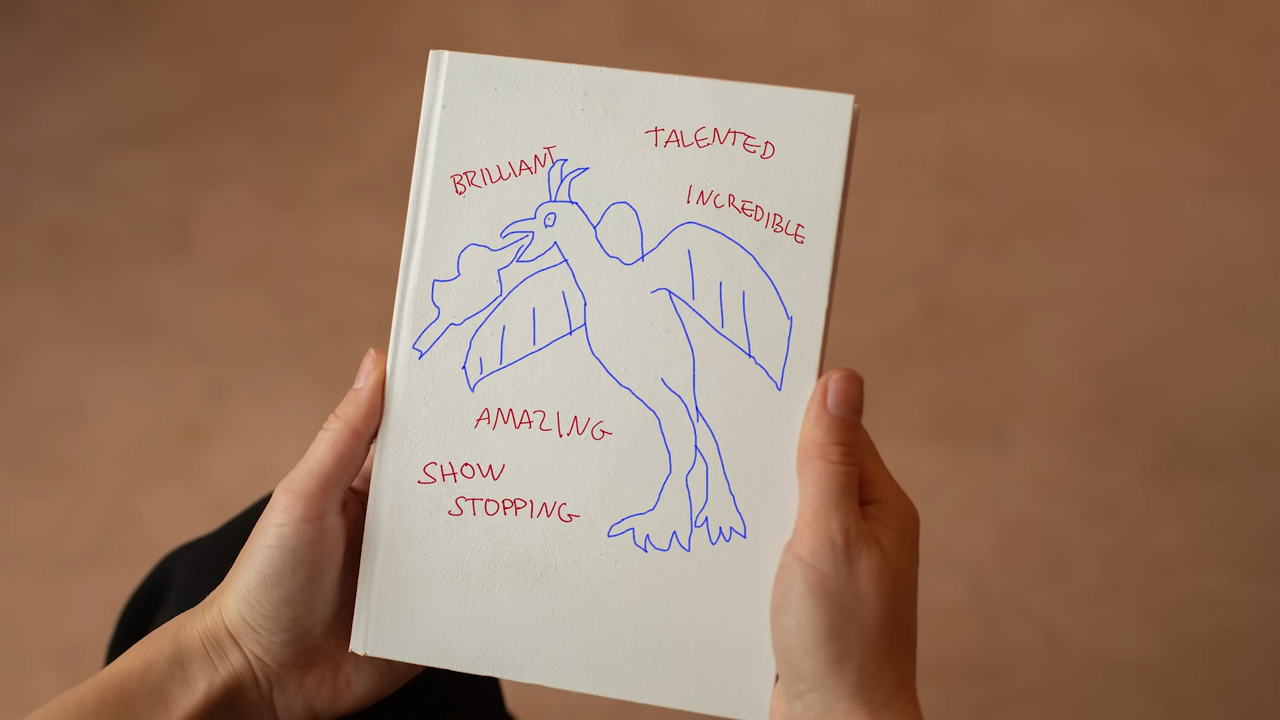 TALENTED
BRILLIANT
INCREDIBLE
AMAZING
SHOW
STOPPING